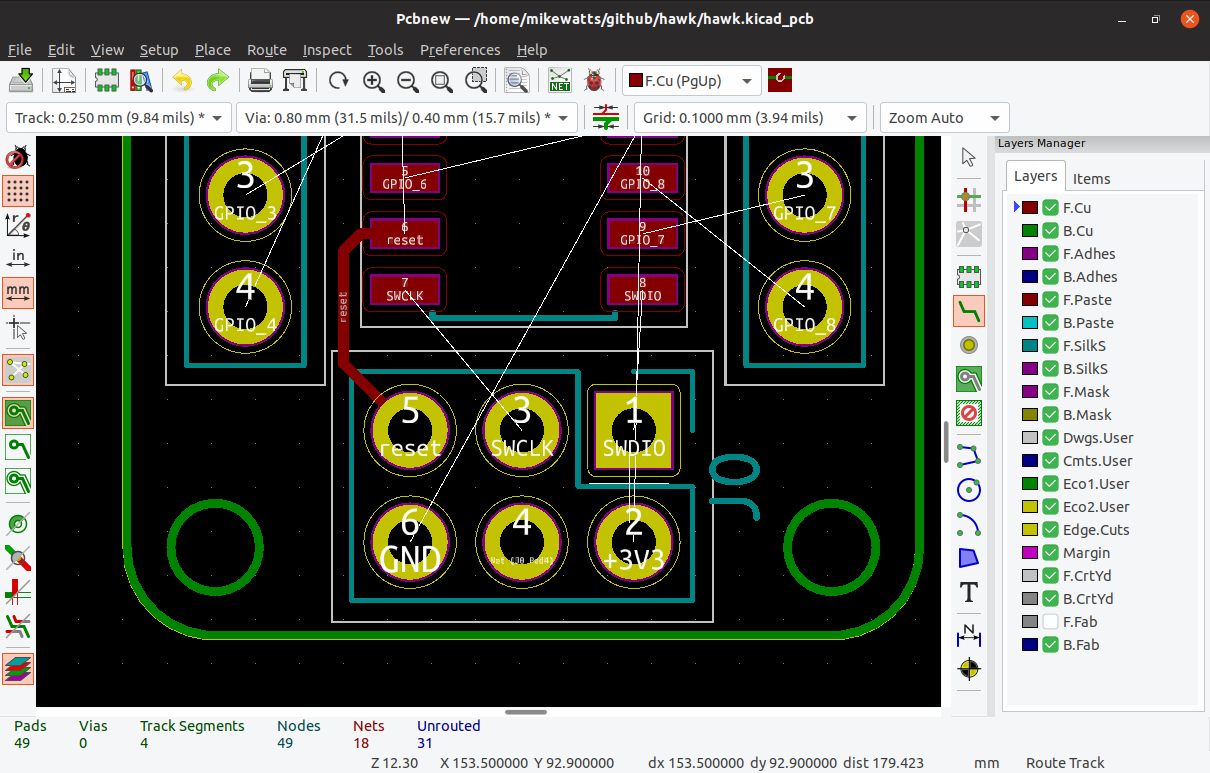 Pcbnew — /home/mikewatts/github/hawk/hawk.kicad_pcb
File Edit View Setup Place Route Inspect Tools Preferences Help
NET
F.Cu (PgUp)
Track: 0.250 mm (9.84 mils) *
Via: 0.80 mm (31.5 mils)/ 0.40 mm (15.7 mils) *
Grid: 0.1000 mm (3.94 mils)
Zoom Auto
in
mm
3
GPIO_3
4
GPIO_4
5
GPIO_6
6
reset
7
SWCLK
10
GPIO_8
9
GPIO_7
8
SWDIO
3
GPIO_7
4
GPIO_8
reset
5
reset
3
SWCLK
1
SWDIO
6
GND
4
2
+3V3
T
N
Layers Manager
Layers Items
F.Cu
B.Cu
F.Adhes
B.Adhes
F.Paste
B.Paste
F.SilkS
B.SilkS
F.Mask
B.Mask
Dwgs.User
Cmts.User
Eco1.User
Eco2.User
Edge.Cuts
Margin
F.CrtYd
B.CrtYd
F.Fab
B.Fab
Pads Vias Track Segments Nodes Nets Unrouted
49 0 4 49 18 31
Z 12.30 X 153.500000 Y 92.900000 dx 153.500000 dy 92.900000 dist 179.423 mm Route Track